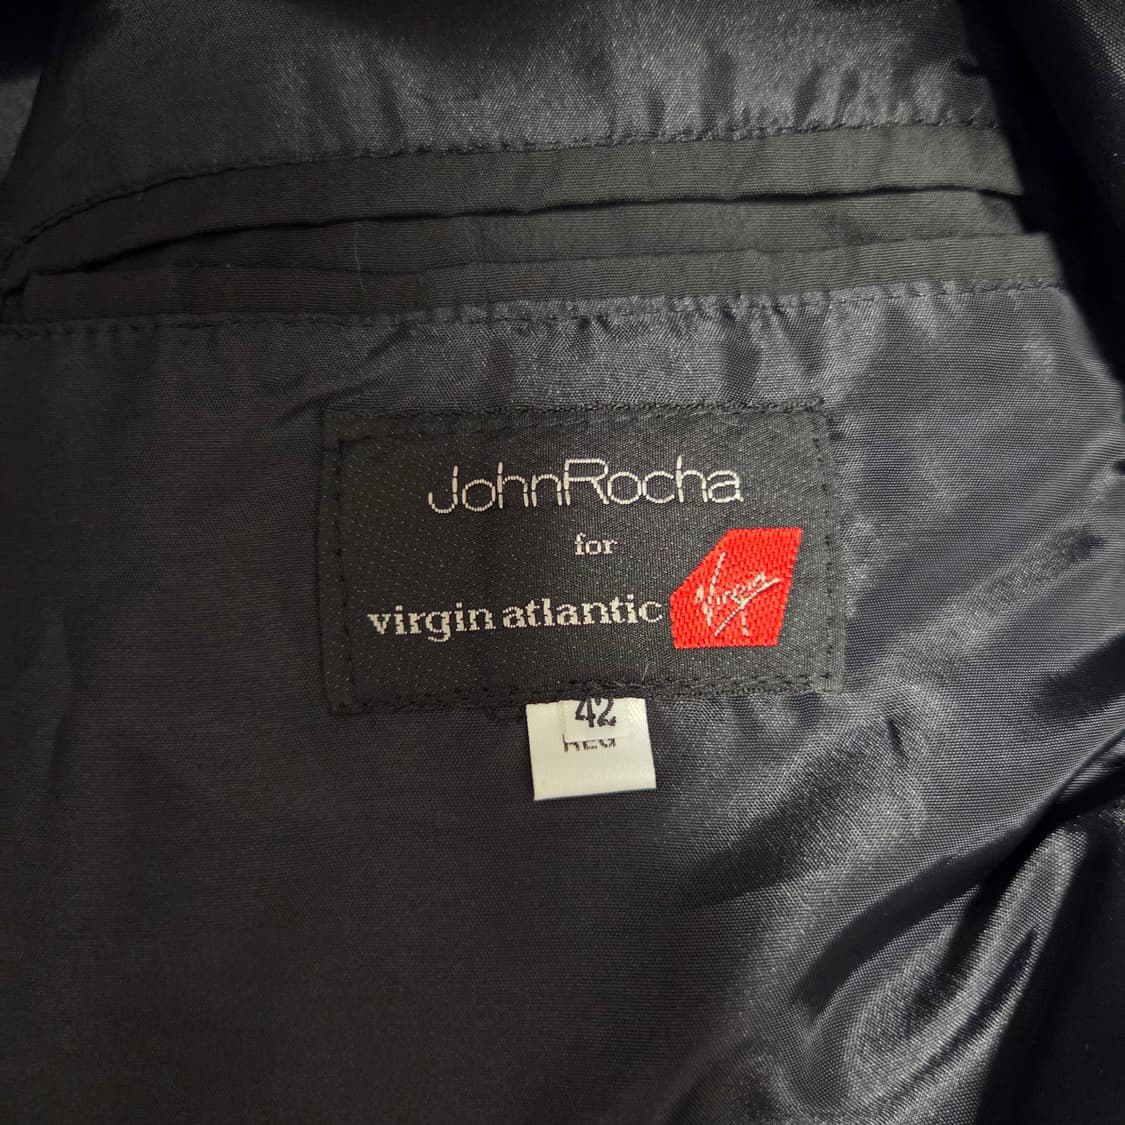 JohnRocha
for
virgin atlantic
Virgin
42
REG